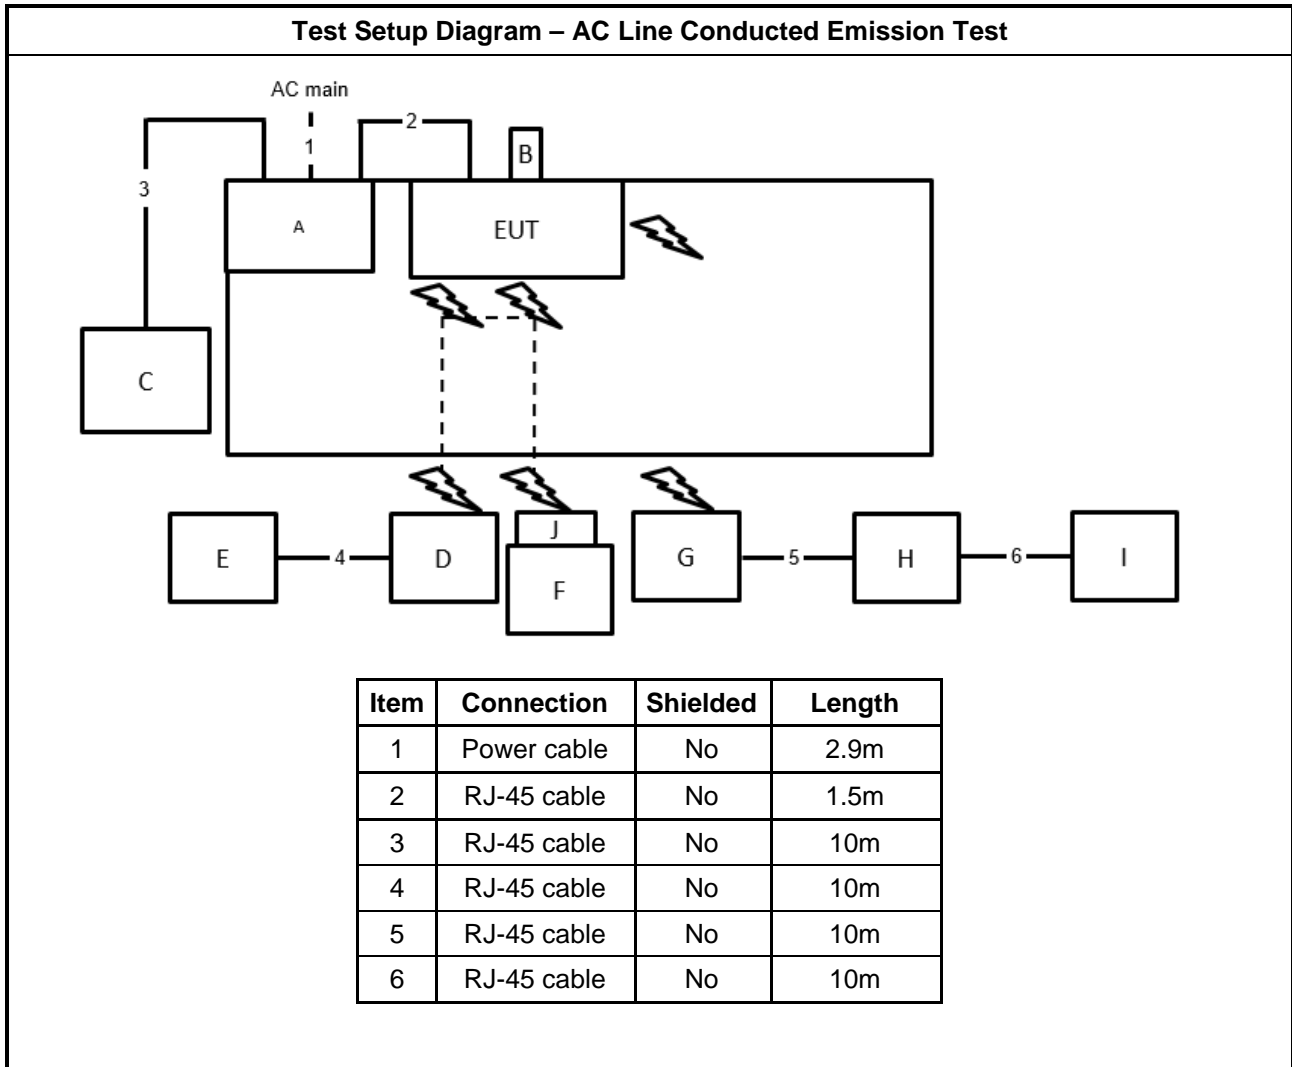 Test Setup Diagram – AC Line Conducted Emission Test
AC main
1
2
3
B
A
EUT
C
E
4
D
J
F
G
5
H
6
I
Item Connection Shielded Length
1 Power cable No 2.9m
2 RJ-45 cable No 1.5m
3 RJ-45 cable No 10m
4 RJ-45 cable No 10m
5 RJ-45 cable No 10m
6 RJ-45 cable No 10m